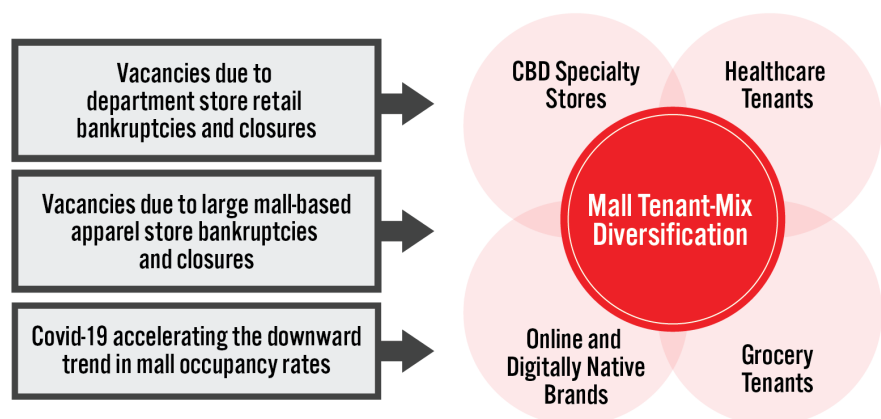 Vacancies due to
department store retail
bankruptcies and closures
Vacancies due to large mall-based
apparel store bankruptcies
and closures
Covid-19 accelerating the downward
trend in mall occupancy rates
CBD Specialty
Stores
Healthcare
Tenants
Mall Tenant-Mix
Diversification
Online and
Digitally Native
Brands
Grocery
Tenants